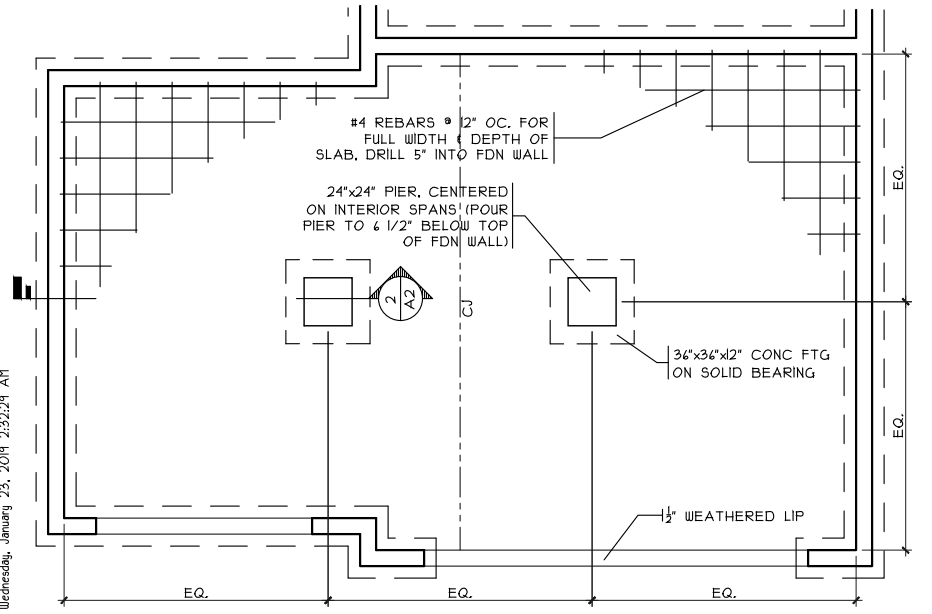 #4 REBARS @ 12" OC. FOR
FULL WIDTH & DEPTH OF
SLAB, DRILL 5" INTO FDN WALL
24"x24" PIER, CENTERED
ON INTERIOR SPANS (POUR
PIER TO 6 1/2" BELOW TOP
OF FDN WALL)
EQ.
2
A2
CJ
36"x36"x12" CONC FTG
ON SOLID BEARING
EQ.
1 1/2" WEATHERED LIP
EQ.
EQ.
EQ.
Wednesday, January 23, 2019 2:32:29 AM